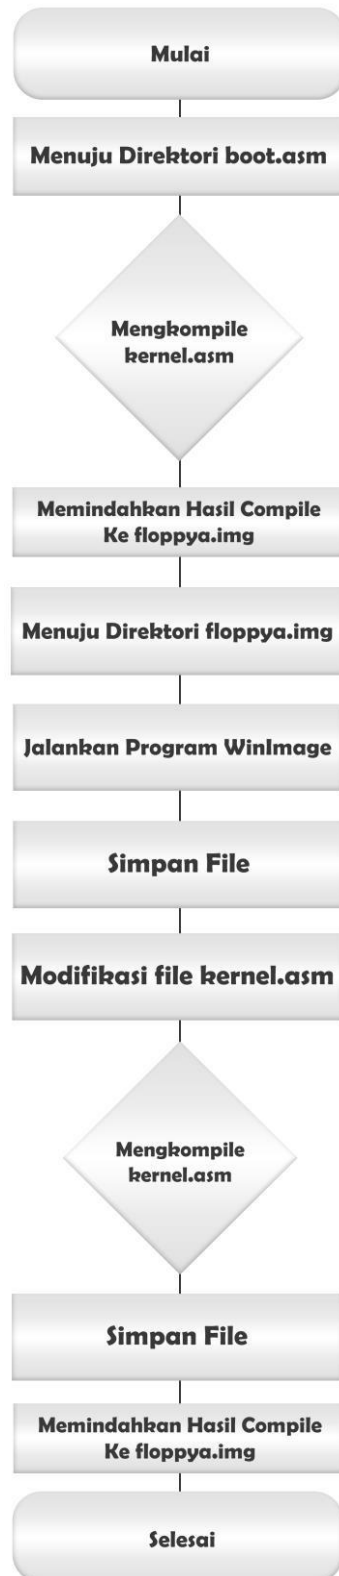 Mulai
Menuju Direktori boot.asm
Mengkompile
kernel.asm
Memindahkan Hasil Compile
Ke floppya.img
Menuju Direktori floppya.img
Jalankan Program WinImage
Simpan File
Modifikasi file kernel.asm
Mengkompile
kernel.asm
Simpan File
Memindahkan Hasil Compile
Ke floppya.img
Selesai